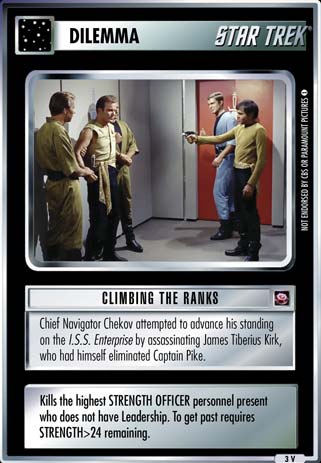 DILEMMA
STAR TREK
NOT ENDORSED BY CBS OR PARAMOUNT PICTURES
CLIMBING THE RANKS
Chief Navigator Chekov attempted to advance his standing
on the I.S.S. Enterprise by assassinating James Tiberius Kirk,
who had himself eliminated Captain Pike.
Kills the highest STRENGTH OFFICER personnel present
who does not have Leadership. To get past requires
STRENGTH>24 remaining.
3 V